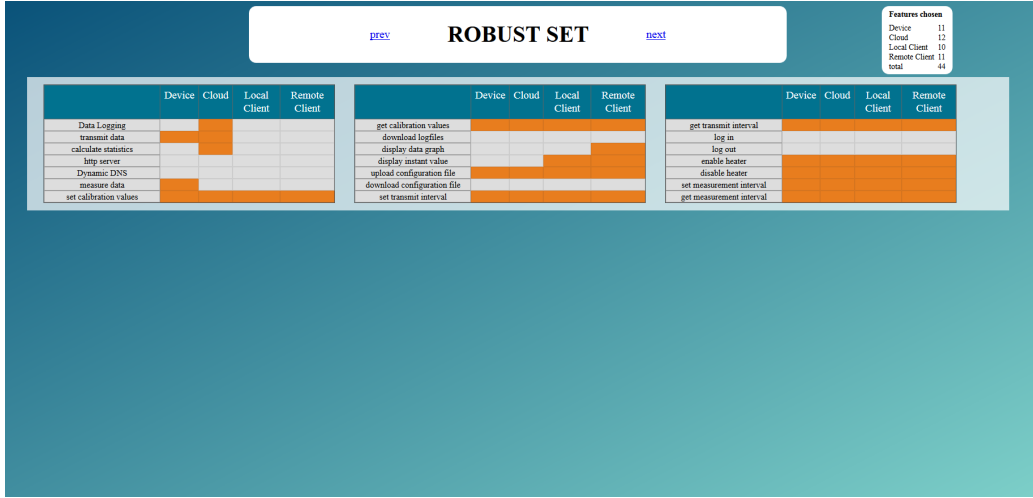 prev ROBUST SET next
Features chosen
Device 11
Cloud 12
Local Client 10
Remote Client 11
total 44
Device Cloud Local Client Remote Client
Data Logging
transmit data
calculate statistics
http server
Dynamic DNS
measure data
set calibration values
Device Cloud Local Client Remote Client
get calibration values
download logfiles
display data graph
display instant value
upload configuration file
download configuration file
set transmit interval
Device Cloud Local Client Remote Client
get transmit interval
log in
log out
enable heater
disable heater
set measurement interval
get measurement interval